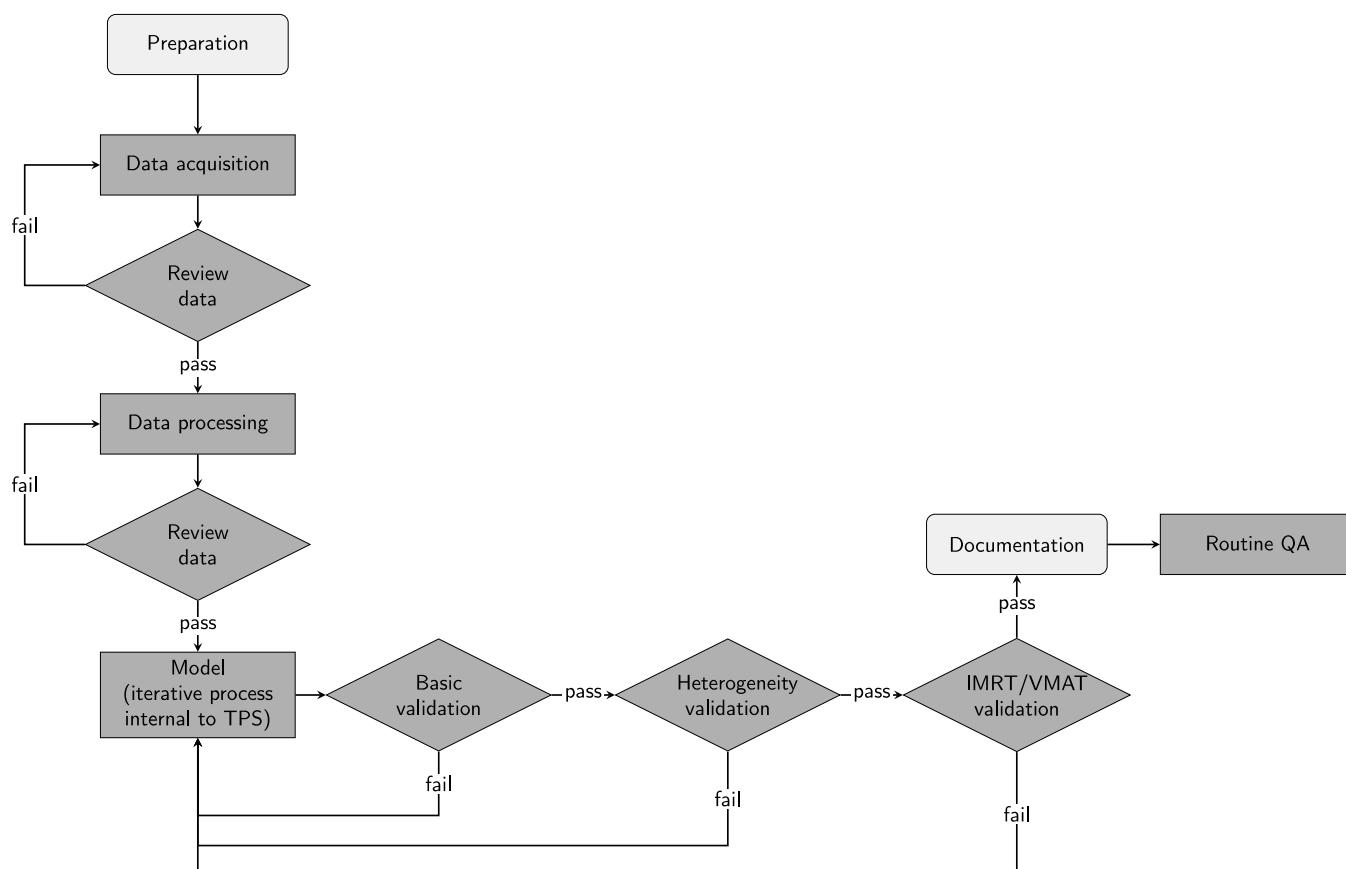 Preparation
Data acquisition
fail
Review
data
pass
Data processing
fail
Review
data
pass
Model
(iterative process
internal to TPS)
Basic
validation
pass
Heterogeneity
validation
pass
IMRT/VMAT
validation
pass
Documentation
Routine QA
fail
fail
fail